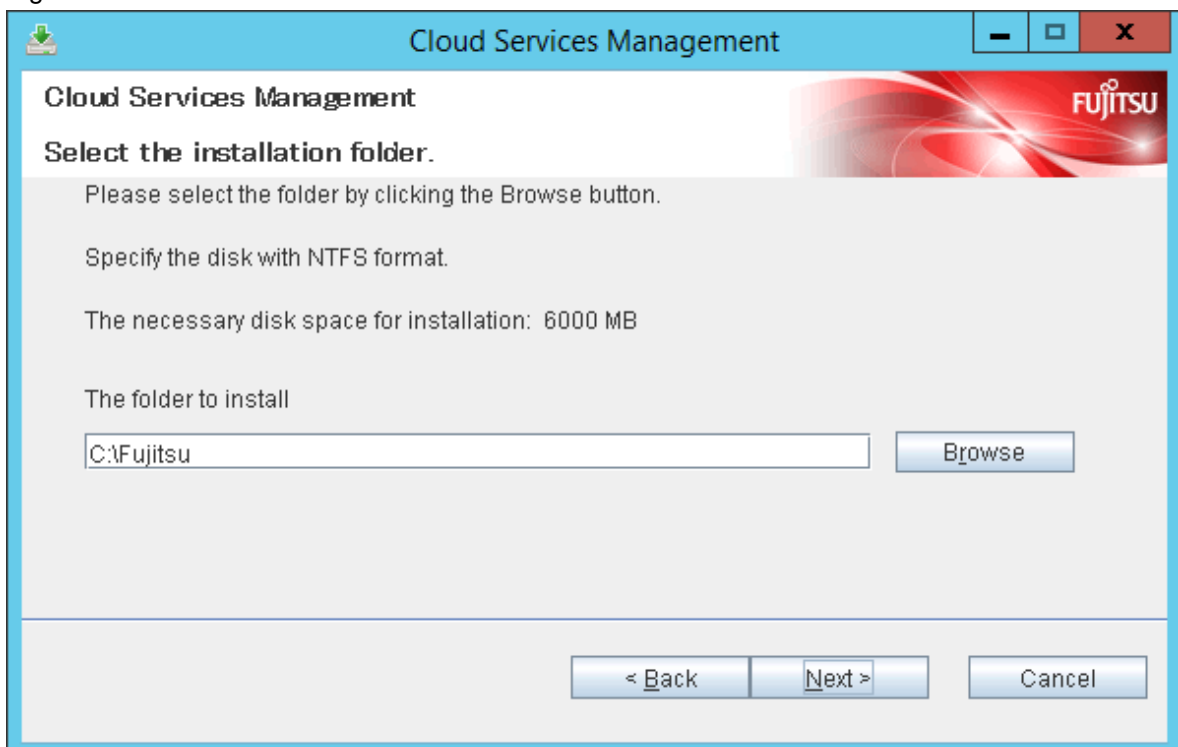 Cloud Services Management
x
Cloud Services Management
FUJITSU
Select the installation folder.
Please select the folder by clicking the Browse button.
Specify the disk with NTFS format.
The necessary disk space for installation: 6000 MB
The folder to install
C:\Fujitsu
Browse
< Back
Next >
Cancel